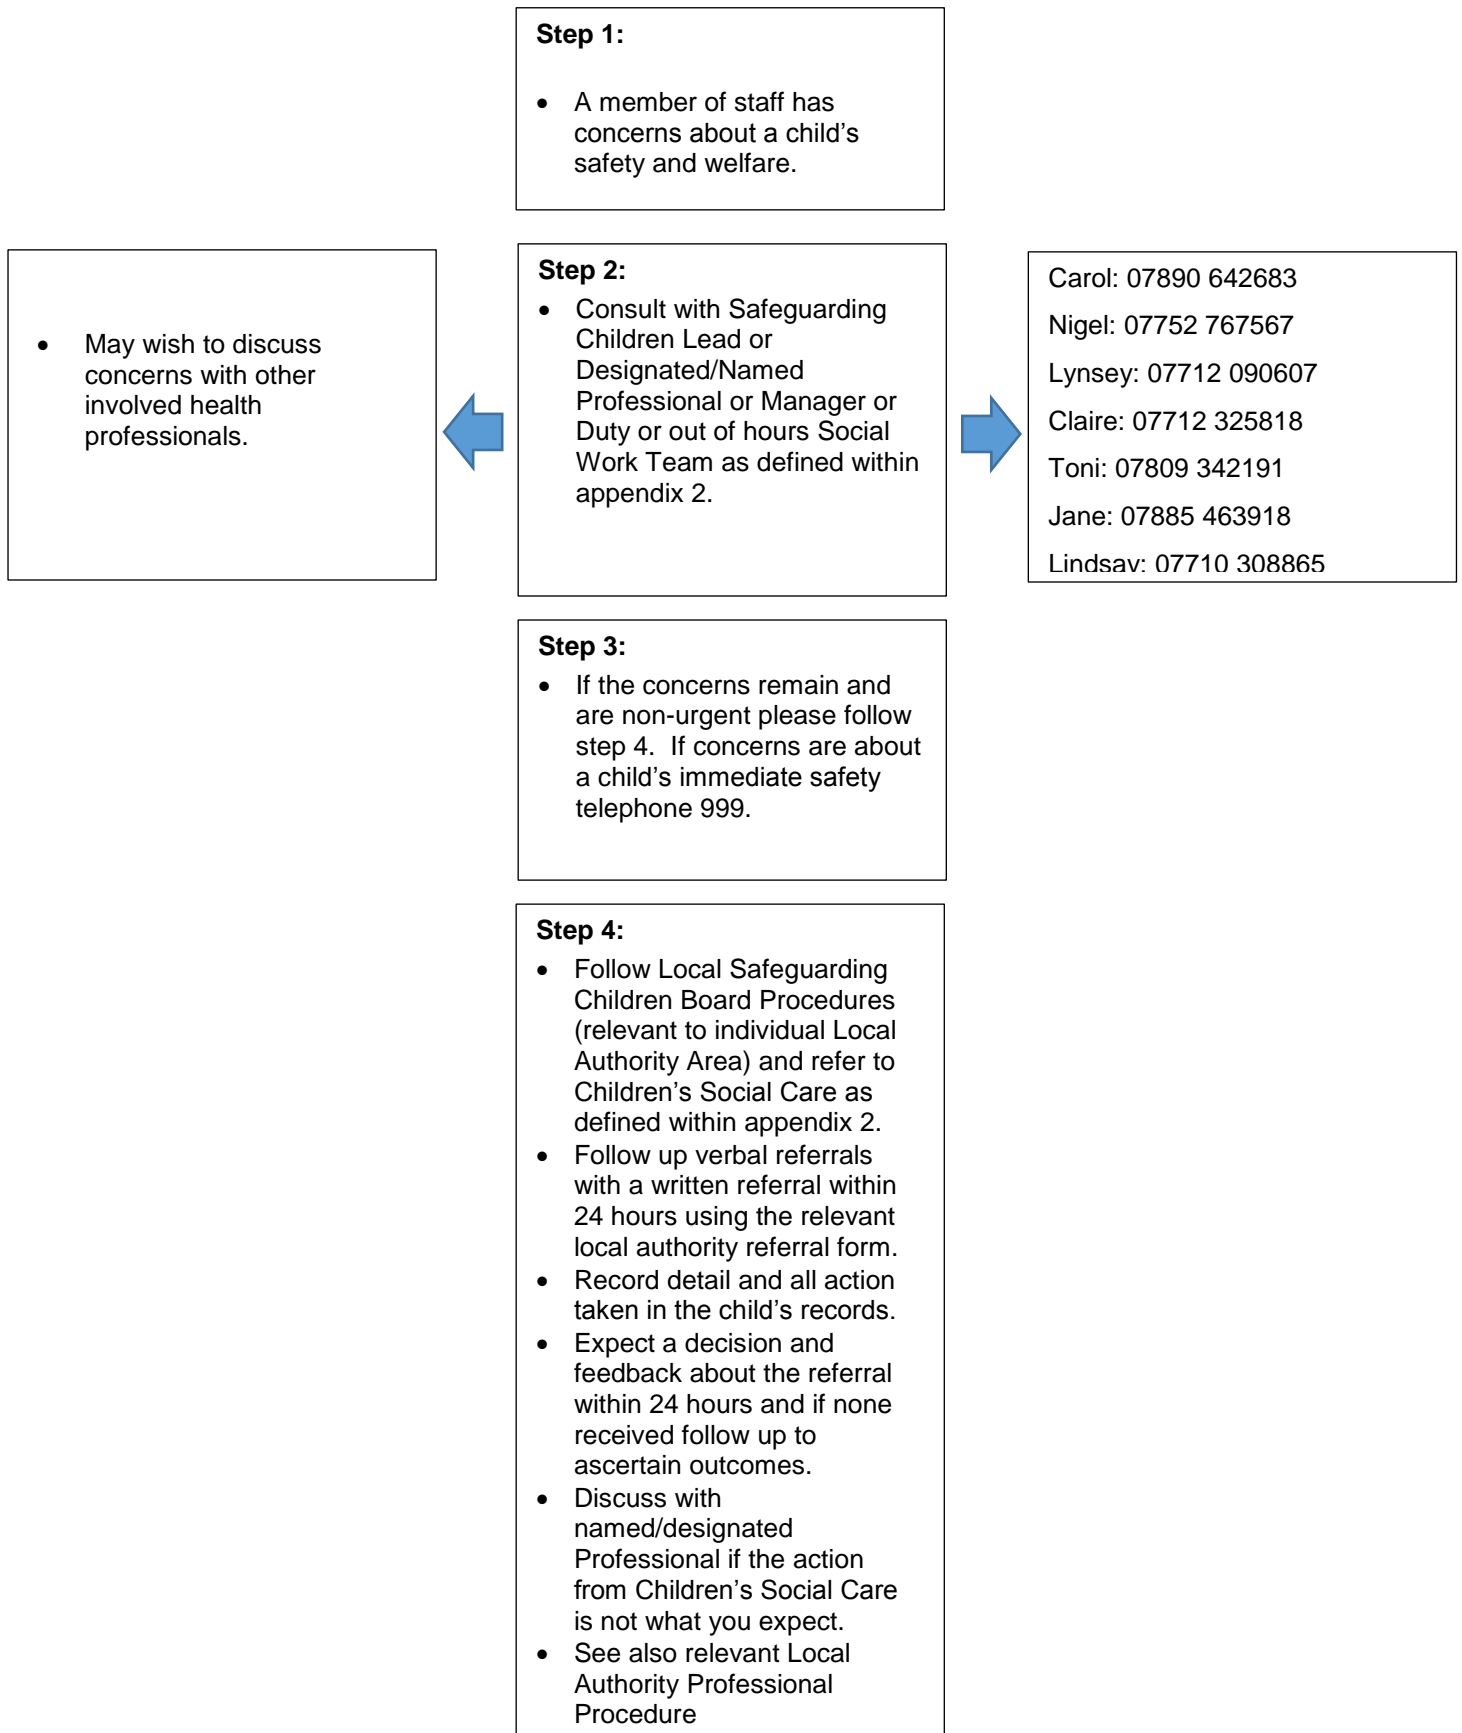 Step 1:
• A member of staff has
concerns about a child's
safety and welfare.
• May wish to discuss
concerns with other
involved health
professionals.
Step 2:
• Consult with Safeguarding
Children Lead or
Designated/Named
Professional or Manager or
Duty or out of hours Social
Work Team as defined within
appendix 2.
Carol: 07890 642683
Nigel: 07752 767567
Lynsey: 07712 090607
Claire: 07712 325818
Toni: 07809 342191
Jane: 07885 463918
Lindsay: 07710 308865
Step 3:
• If the concerns remain and
are non-urgent please follow
step 4.  If concerns are about
a child's immediate safety
telephone 999.
Step 4:
• Follow Local Safeguarding
Children Board Procedures
(relevant to individual Local
Authority Area) and refer to
Children's Social Care as
defined within appendix 2.
• Follow up verbal referrals
with a written referral within
24 hours using the relevant
local authority referral form.
• Record detail and all action
taken in the child's records.
• Expect a decision and
feedback about the referral
within 24 hours and if none
received follow up to
ascertain outcomes.
• Discuss with
named/designated
Professional if the action
from Children's Social Care
is not what you expect.
• See also relevant Local
Authority Professional
Procedure